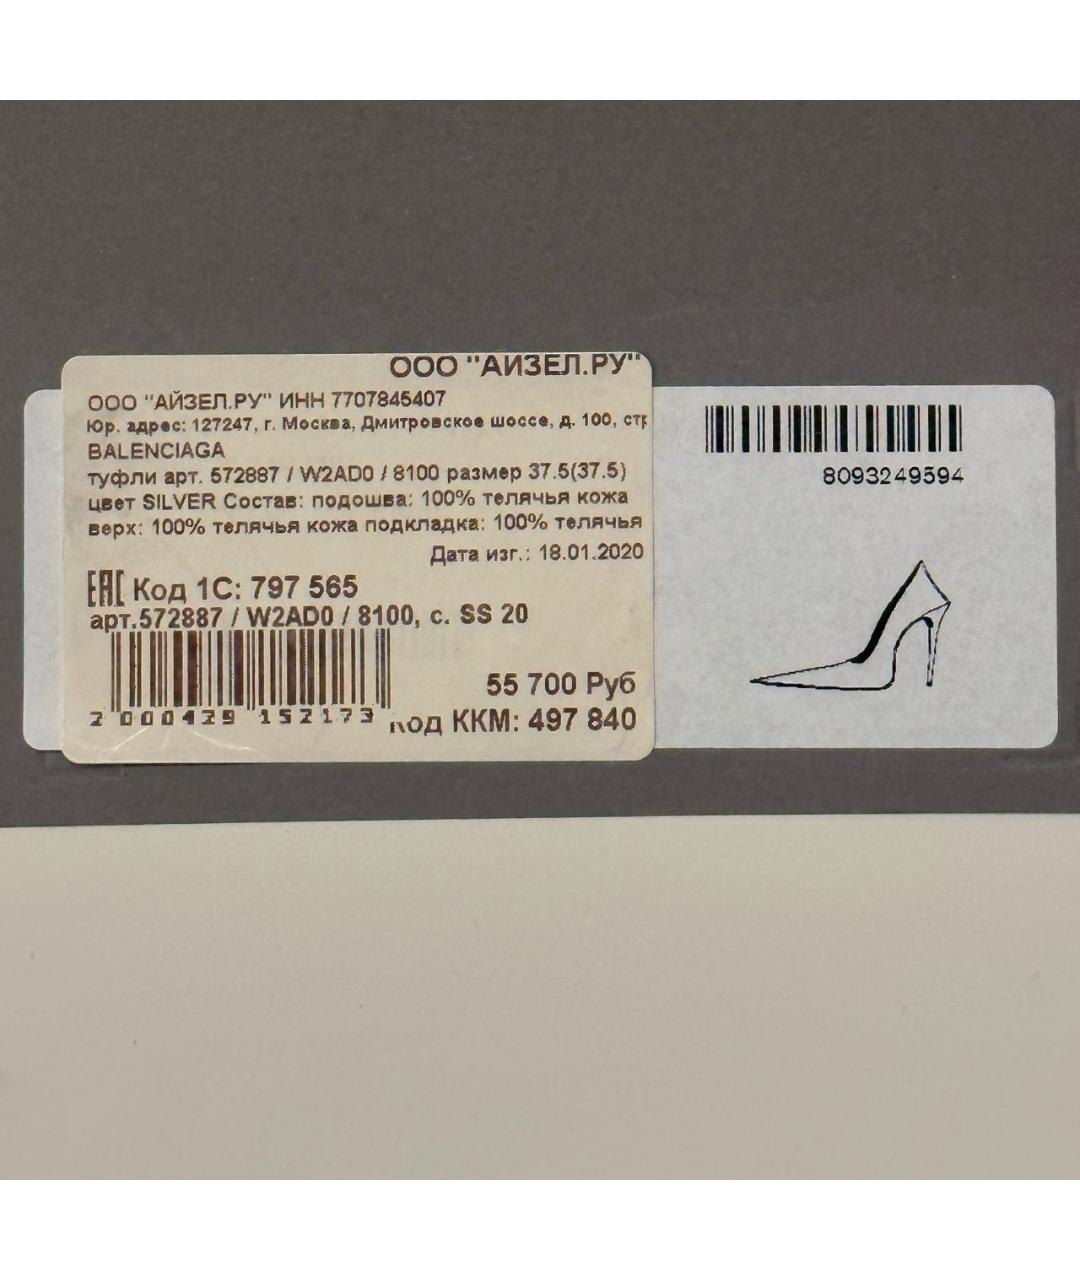 ООО "АЙЗЕЛ.РУ"
ООО "АЙЗЕЛ.РУ" ИНН 7707845407
Юр. адрес: 127247, г. Москва, Дмитровское шоссе, д. 100, стр
BALENCIAGA
туфли арт. 572887 / W2AD0 / 8100 размер 37.5(37.5)
цвет SILVER Состав: подошва: 100% телячья кожа
верх: 100% телячья кожа подкладка: 100% телячья
Дата изг.: 18.01.2020
EAC Код 1С: 797 565
арт.572887 / W2AD0 / 8100, с. SS 20
55 700 Руб
2 000429 152173
Код ККМ: 497 840
8093249594